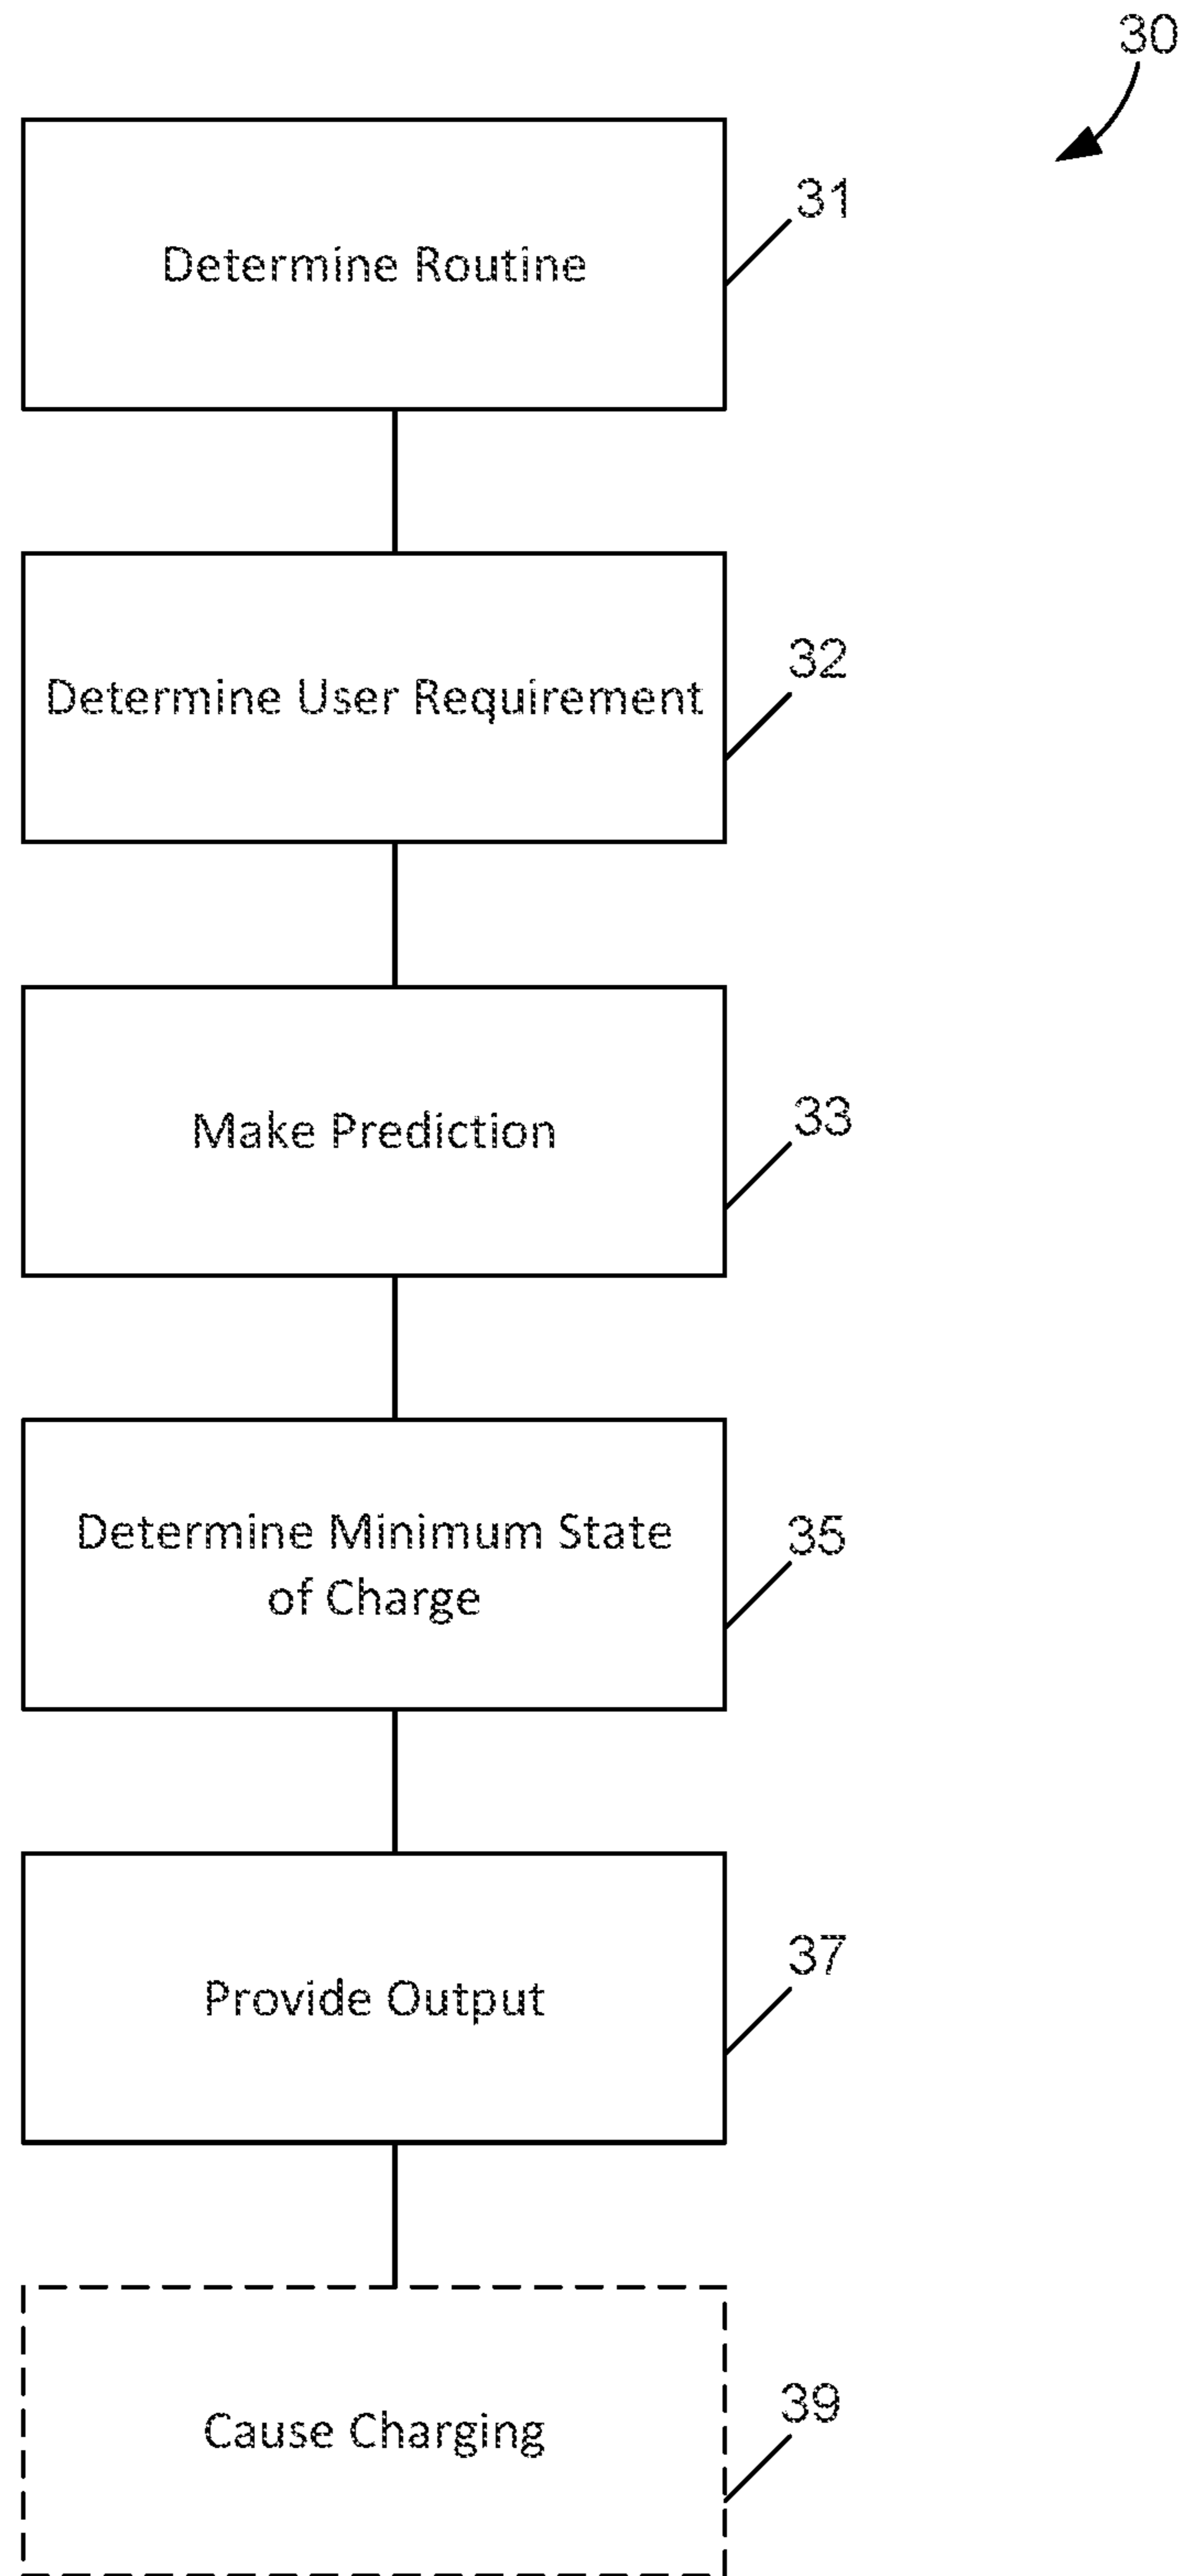 30
Determine Routine
31
Determine User Requirement
32
Make Prediction
33
Determine Minimum State
of Charge
35
Provide Output
37
Cause Charging
39